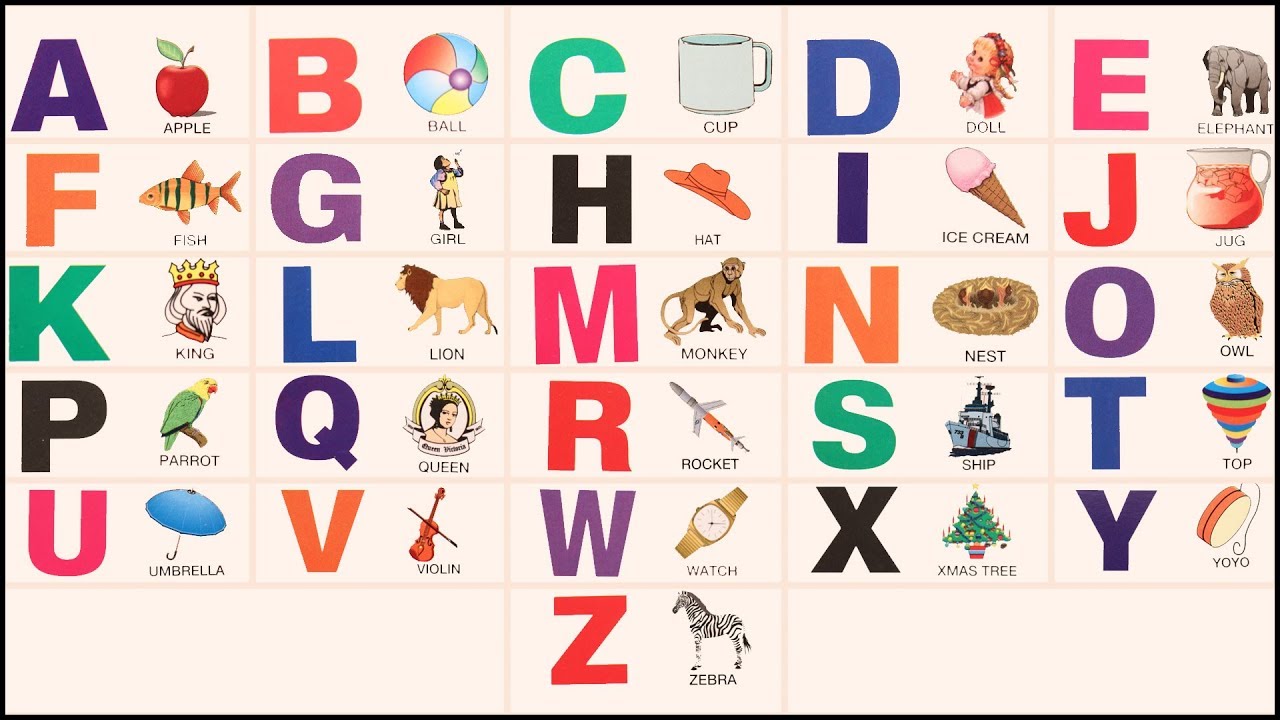 A APPLE B BALL C CUP D DOLL E ELEPHANT
F FISH G GIRL H HAT I ICE CREAM J JUG
K KING L LION M MONKEY N NEST O OWL
P PARROT Q Queen Victoria QUEEN R ROCKET S SHIP T TOP
U UMBRELLA V VIOLIN W WATCH X XMAS TREE Y YOYO
Z ZEBRA